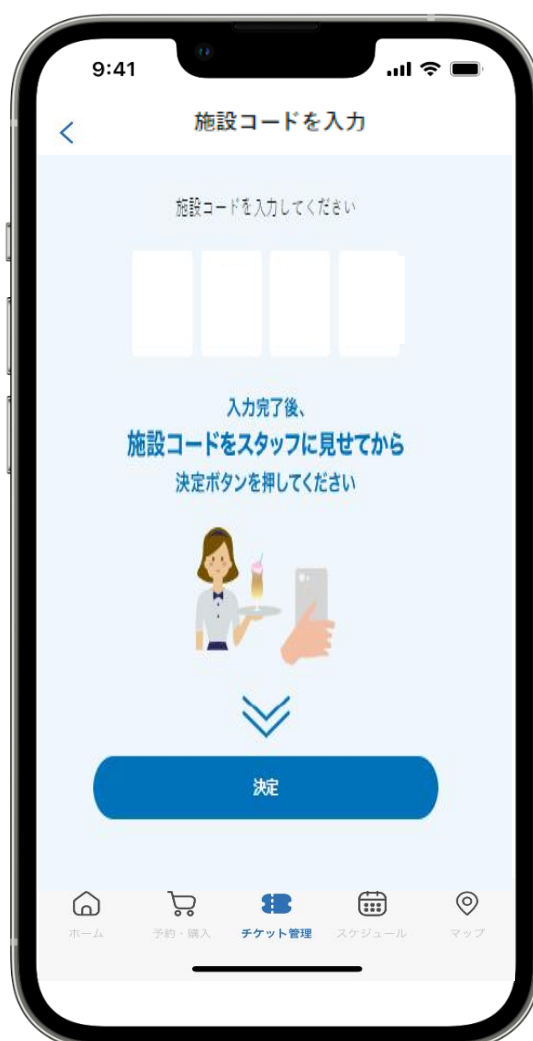 9:41
施設コードを入力
施設コードを入力してください
入力完了後、
施設コードをスタッフに見せてから
決定ボタンを押してください
決定
ホーム
予約・購入
チケット管理
スケジュール
マップ